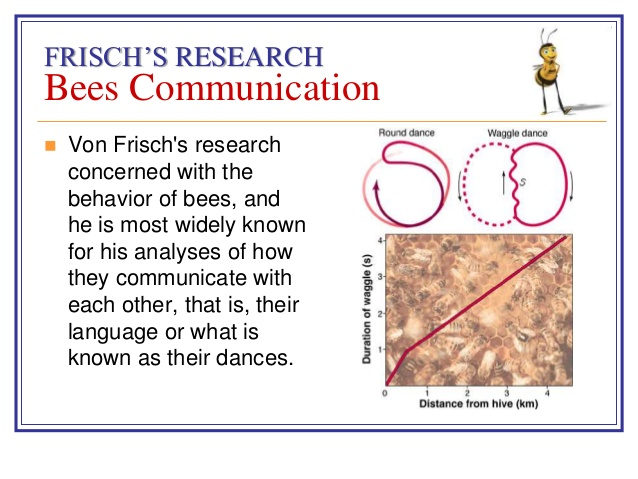 FRISCH'S RESEARCH
Bees Communication
Von Frisch's research
concerned with the
behavior of bees, and
he is most widely known
for his analyses of how
they communicate with
each other, that is, their
language or what is
known as their dances.
Round dance
Waggle dance
S
Duration of waggle (s)
4
3
2
1
0 1 2 3 4
Distance from hive (km)